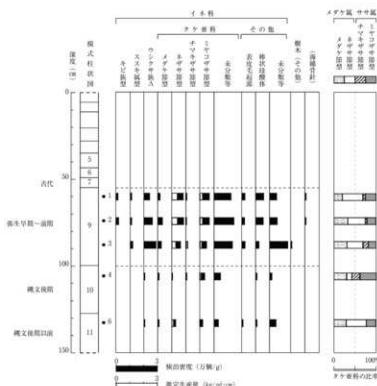 イネ科
タケ亜科
その他
メダケ属 ササ属
深度(cm)
模式柱状図
キビ族型
ススキ属型
ウシクサ族A
メダケ節型
ネザサ節型
チマキザサ節型
ミヤコザサ節型
未分類等
表皮毛起源
棒状珪酸体
未分類等
樹木(その他)
(海綿骨針)
メダケ節型
ネザサ節型
チマキザサ節型
ミヤコザサ節型
0
5
6
50
7
古代
1
弥生早期～前期
2
9
3
100
4
縄文後期
10
6
縄文後期以前
11
150
0 3
検出密度(万個/g)
0 3
推定生産量(kg/㎡・cm)
0 100%
タケ亜科の比率